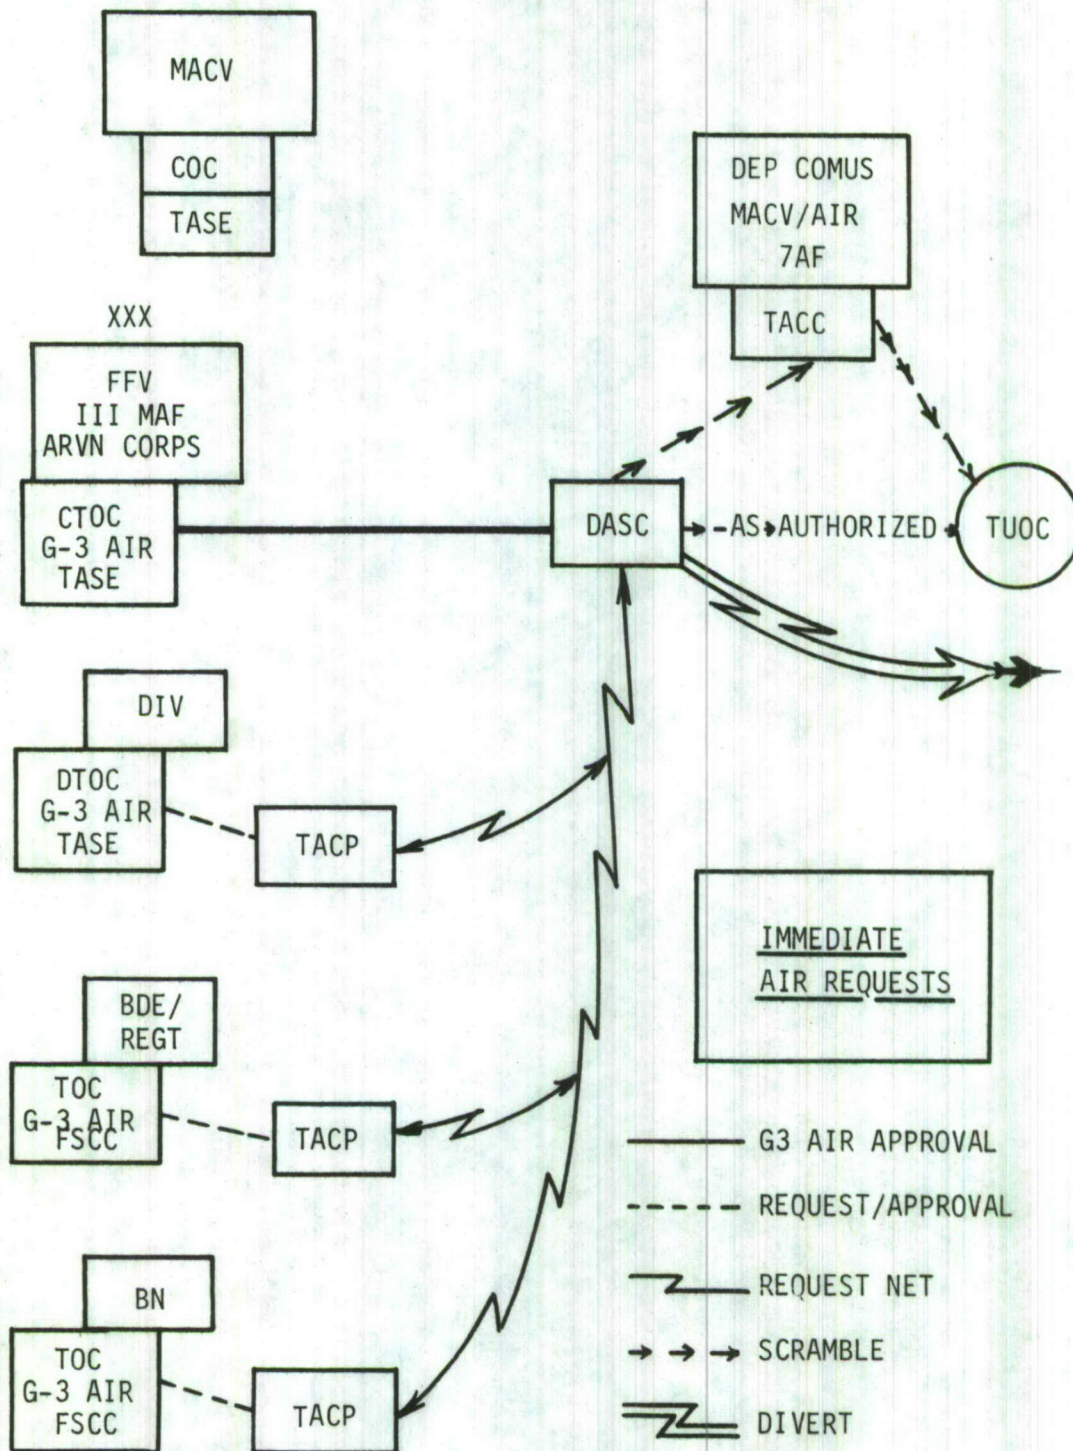 MACV
COC
TASE
DEP COMUS
MACV/AIR
7AF
TACC
XXX
FFV
III MAF
ARVN CORPS
CTOC
G-3 AIR
TASE
DASC
AS AUTHORIZED
TUOC
DIV
DTOC
G-3 AIR
TASE
TACP
IMMEDIATE
AIR REQUESTS
BDE/
REGT
TOC
G-3 AIR
FSCC
TACP
BN
TOC
G-3 AIR
FSCC
TACP
G3 AIR APPROVAL
REQUEST/APPROVAL
REQUEST NET
SCRAMBLE
DIVERT